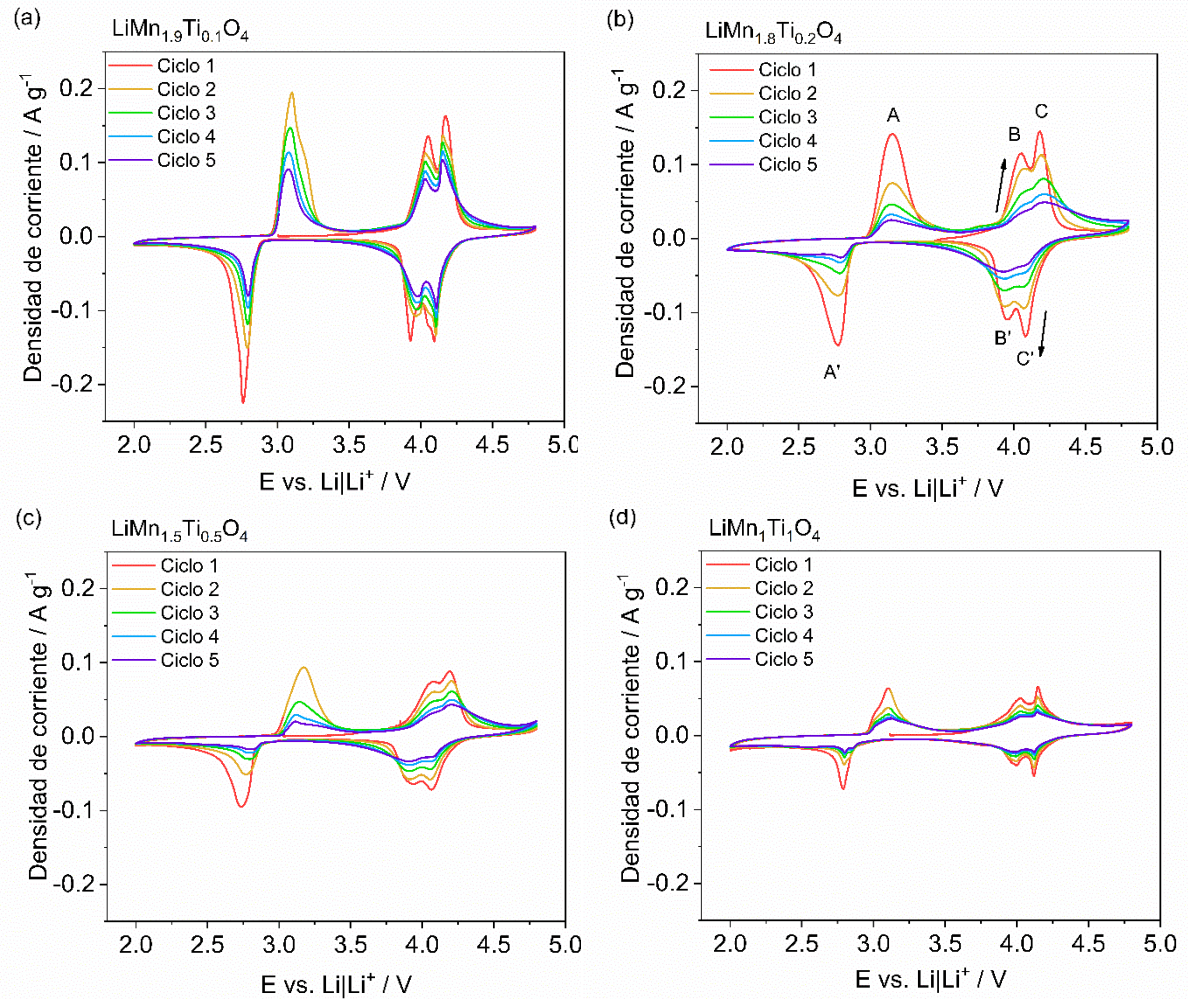 (a)
LiMn1.9Ti0.1O4
Ciclo 1
Ciclo 2
Ciclo 3
Ciclo 4
Ciclo 5
Densidad de corriente / A g-1
0.2
0.1
0.0
-0.1
-0.2
2.0 2.5 3.0 3.5 4.0 4.5 5.0
E vs. Li|Li+ / V
(b)
LiMn1.8Ti0.2O4
Ciclo 1
Ciclo 2
Ciclo 3
Ciclo 4
Ciclo 5
A
B
C
A'
B'
C'
Densidad de corriente / A g-1
0.2
0.1
0.0
-0.1
-0.2
2.0 2.5 3.0 3.5 4.0 4.5 5.0
E vs. Li|Li+ / V
(c)
LiMn1.5Ti0.5O4
Ciclo 1
Ciclo 2
Ciclo 3
Ciclo 4
Ciclo 5
Densidad de corriente / A g-1
0.2
0.1
0.0
-0.1
-0.2
2.0 2.5 3.0 3.5 4.0 4.5 5.0
E vs. Li|Li+ / V
(d)
LiMn1Ti1O4
Ciclo 1
Ciclo 2
Ciclo 3
Ciclo 4
Ciclo 5
Densidad de corriente / A g-1
0.2
0.1
0.0
-0.1
-0.2
2.0 2.5 3.0 3.5 4.0 4.5 5.0
E vs. Li|Li+ / V